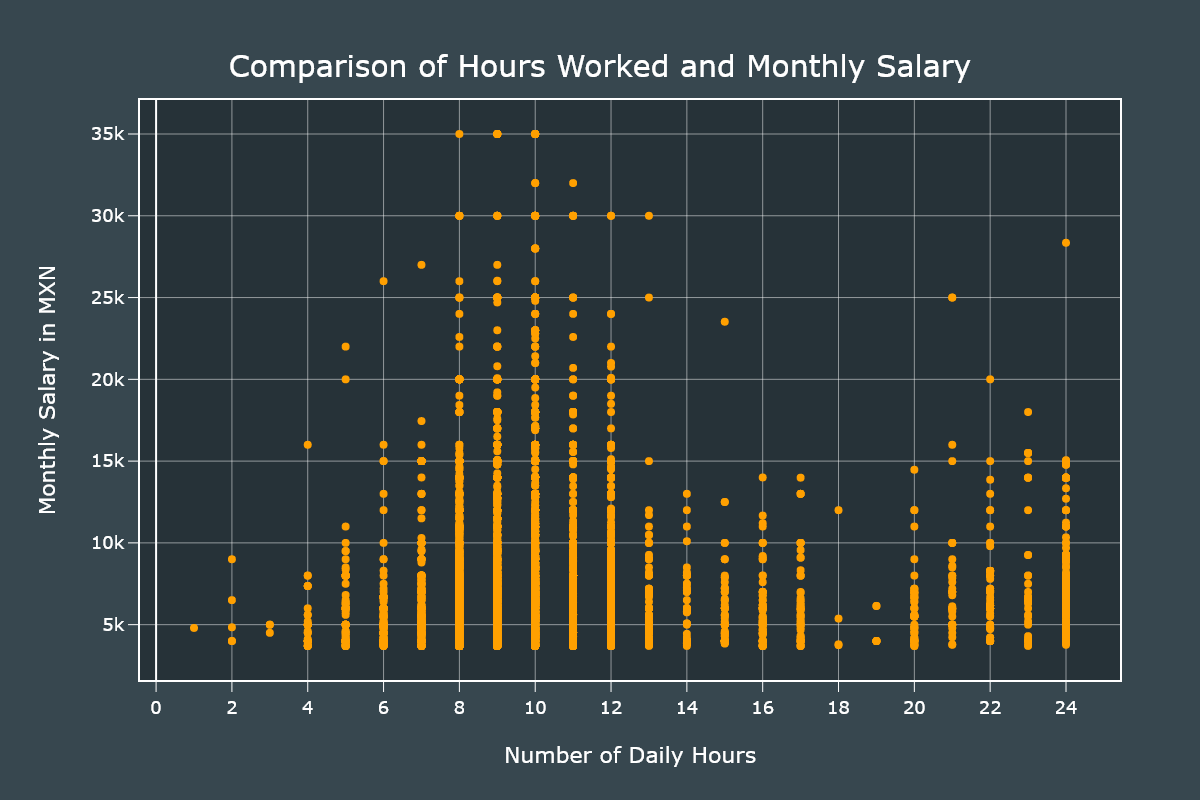 Comparison of Hours Worked and Monthly Salary
Monthly Salary in MXN
35k
30k
25k
20k
15k
10k
5k
0 2 4 6 8 10 12 14 16 18 20 22 24
Number of Daily Hours